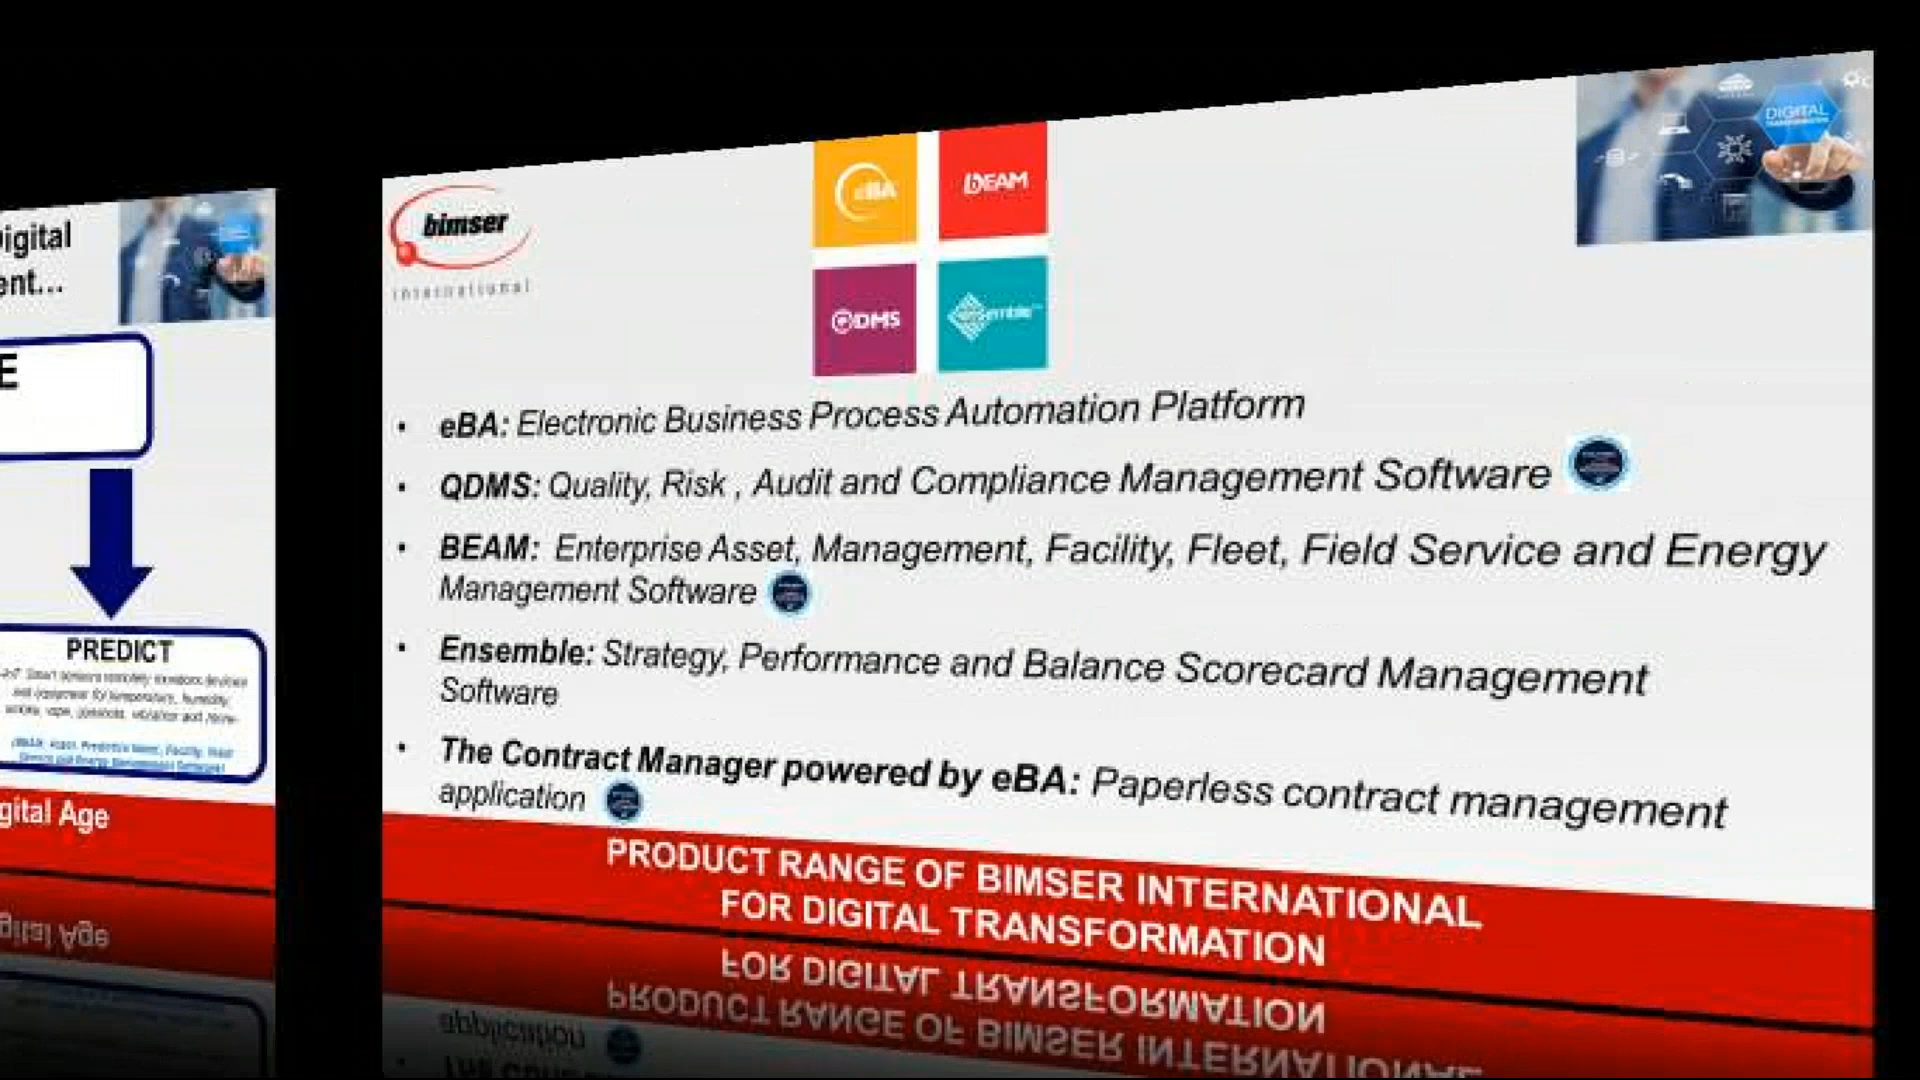 igital
ent...
E
PREDICT
gital Age
bimser
international
eBA
bEAM
QDMS
ensemble
DIGITAL
TRANSFORMATION
• eBA: Electronic Business Process Automation Platform
• QDMS: Quality, Risk , Audit and Compliance Management Software
• BEAM: Enterprise Asset, Management, Facility, Fleet, Field Service and Energy
Management Software
• Ensemble: Strategy, Performance and Balance Scorecard Management
Software
• The Contract Manager powered by eBA: Paperless contract management
application
PRODUCT RANGE OF BIMSER INTERNATIONAL
FOR DIGITAL TRANSFORMATION